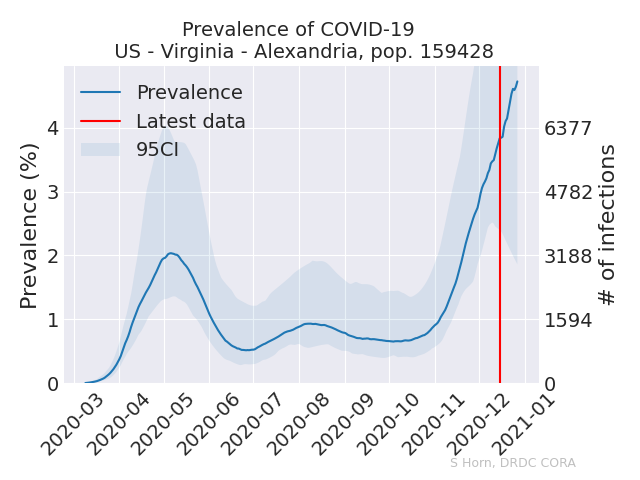 Prevalence of COVID-19
US - Virginia - Alexandria, pop. 159428
Prevalence
Latest data
95CI
Prevalence (%)
4
3
2
1
0
6377
4782
3188
1594
0
# of infections
2020-03
2020-04
2020-05
2020-06
2020-07
2020-08
2020-09
2020-10
2020-11
2020-12
2021-01
S Horn, DRDC CORA